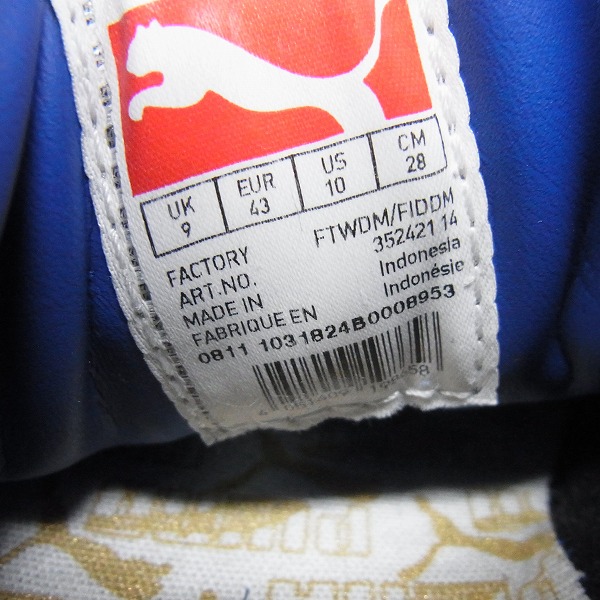 UK EUR US CM
9 43 10 28
FACTORY FTWDM/FIDDM
ART.NO. 352421 14
MADE IN Indonesia
FABRIQUE EN Indonésie
0811 1031824B0008953